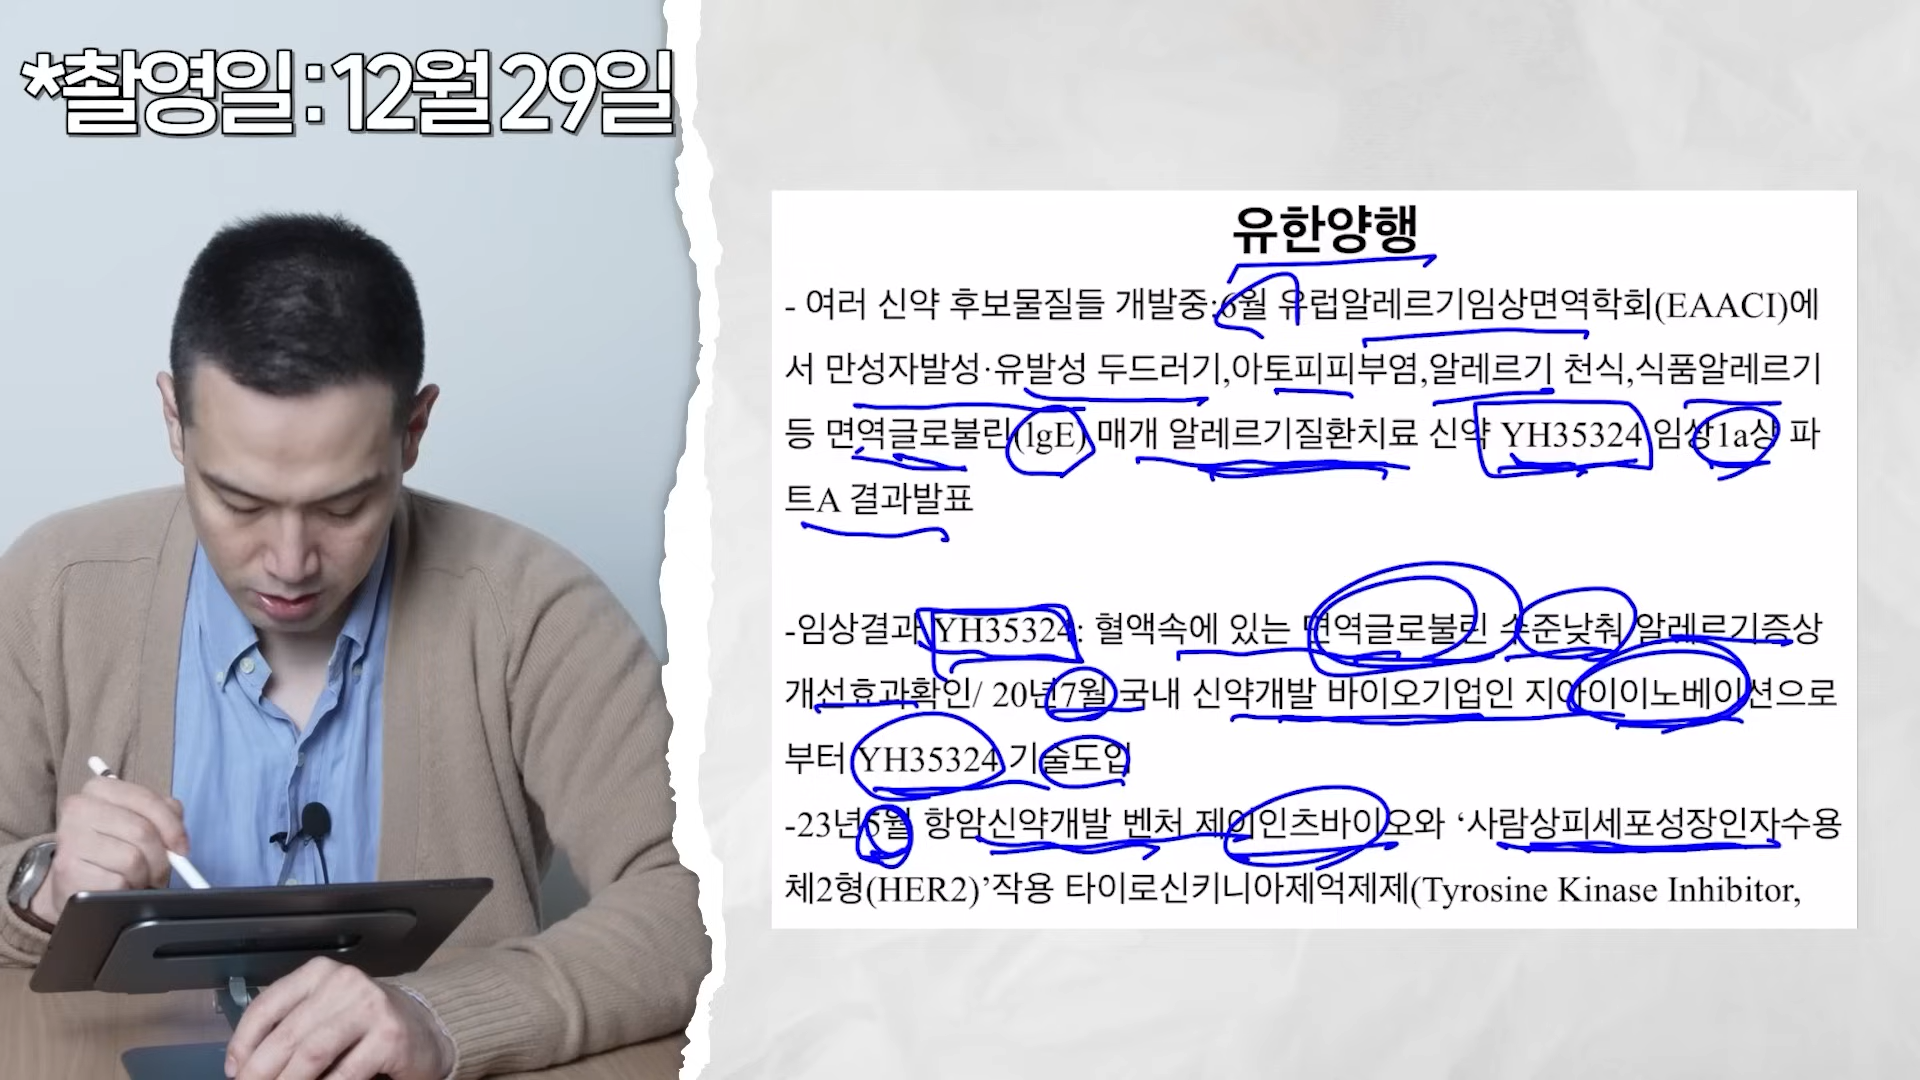 *촬영일 : 12월 29일
유한양행
- 여러 신약 후보물질들 개발중:6월 유럽알레르기임상면역학회(EAACI)에
서 만성자발성·유발성 두드러기,아토피피부염,알레르기 천식,식품알레르기
등 면역글로불린(lgE) 매개 알레르기질환치료 신약 YH35324 임상1a상 파
트A 결과발표
-임상결과 YH35324: 혈액속에 있는 면역글로불린 수준낮춰 알레르기증상
개선효과확인/ 20년7월 국내 신약개발 바이오기업인 지아이이노베이션으로
부터 YH35324 기술도입
-23년5월 항암신약개발 벤처 제이인츠바이오와 ‘사람상피세포성장인자수용
체2형(HER2)’작용 타이로신키니아제억제제(Tyrosine Kinase Inhibitor,